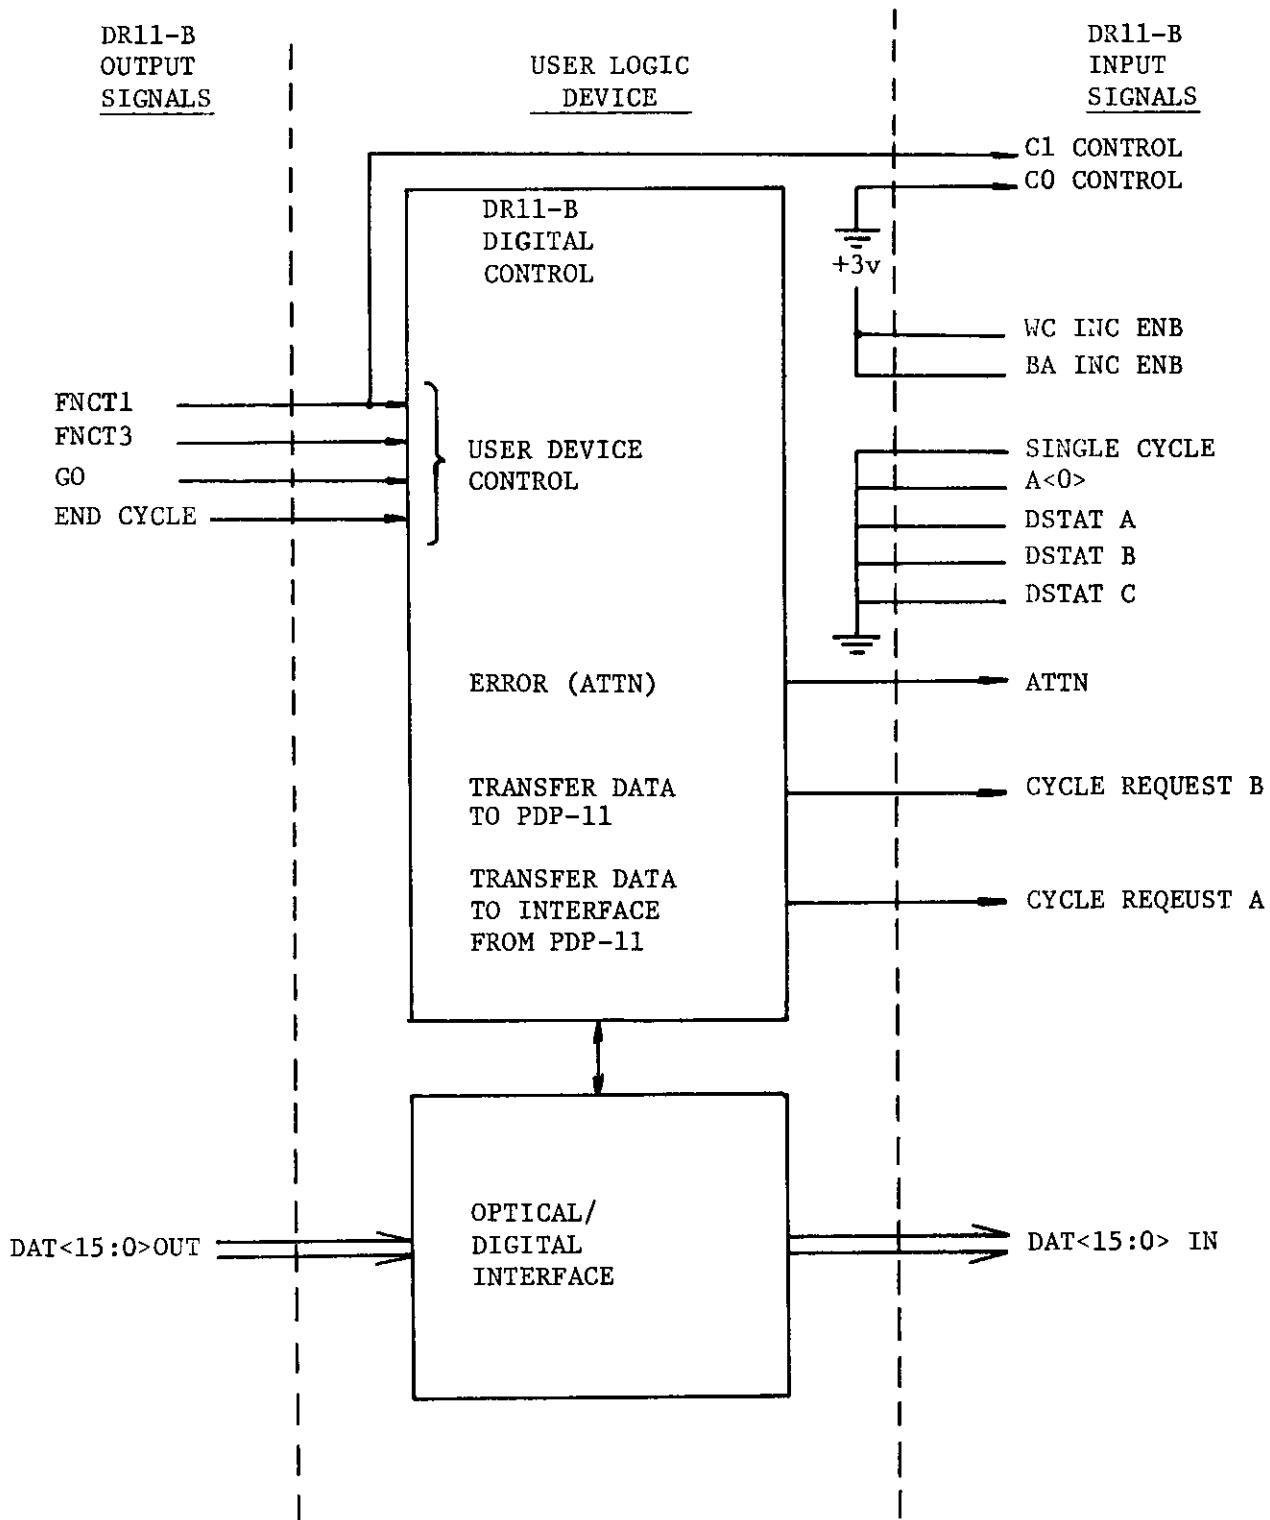 DR11-B
OUTPUT
SIGNALS
USER LOGIC
DEVICE
DR11-B
INPUT
SIGNALS
C1 CONTROL
C0 CONTROL
DR11-B
DIGITAL
CONTROL
+3v
WC INC ENB
BA INC ENB
FNCT1
FNCT3
GO
END CYCLE
USER DEVICE
CONTROL
SINGLE CYCLE
A<0>
DSTAT A
DSTAT B
DSTAT C
ERROR (ATTN)
ATTN
TRANSFER DATA
TO PDP-11
CYCLE REQUEST B
TRANSFER DATA
TO INTERFACE
FROM PDP-11
CYCLE REQEUST A
DAT<15:0>OUT
OPTICAL/
DIGITAL
INTERFACE
DAT<15:0> IN